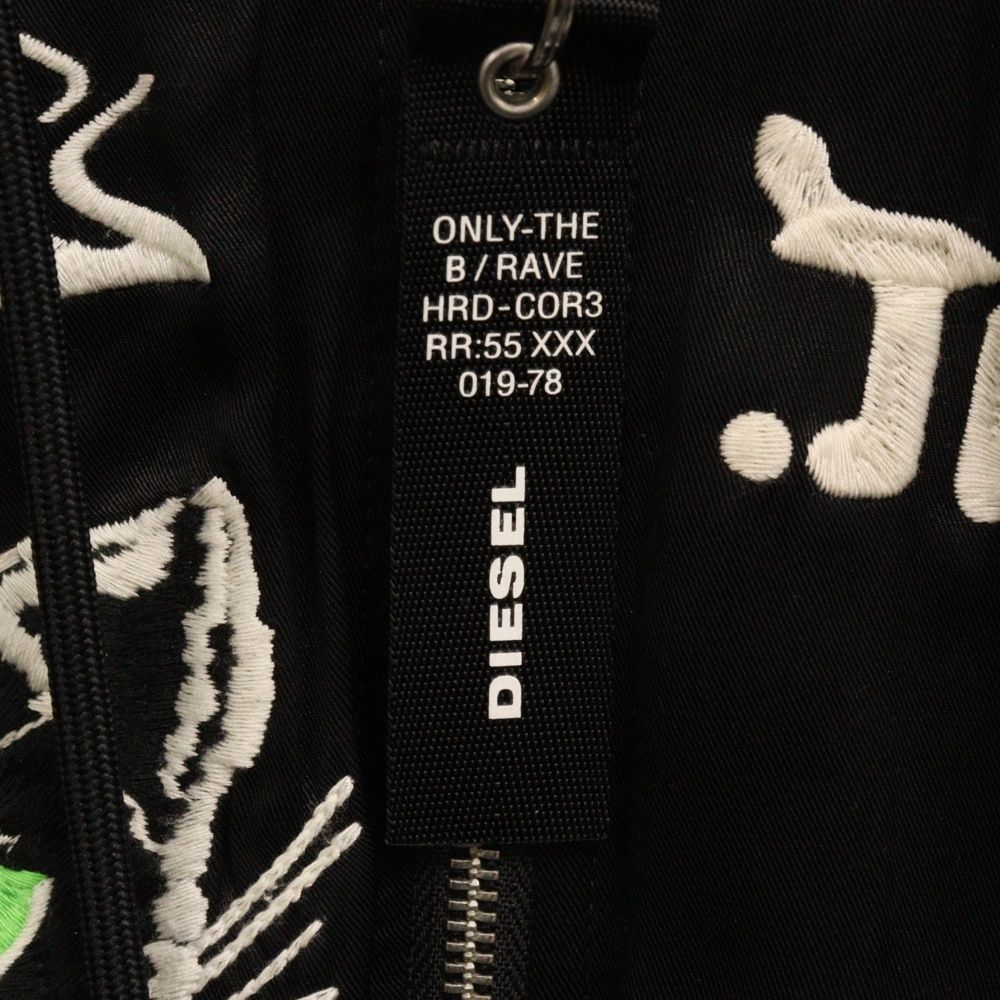 ONLY-THE
B / RAVE
HRD-COR3
RR:55 XXX
019-78
DIESEL